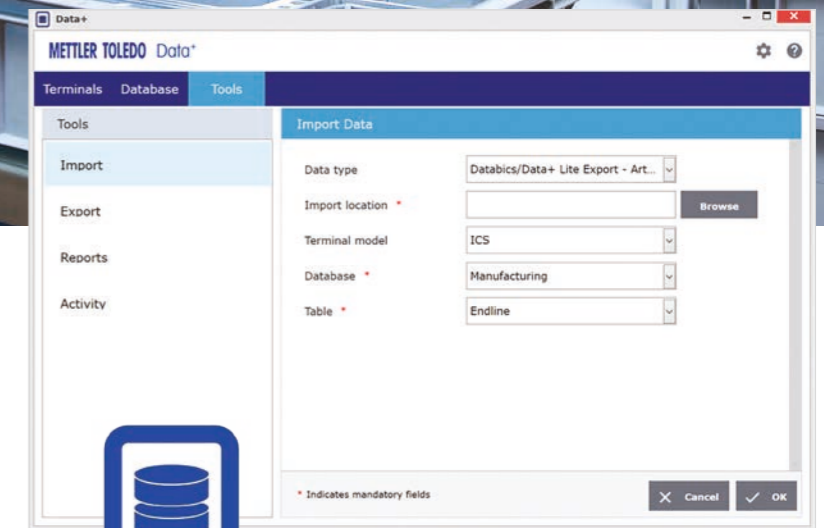 Data+
METTLER TOLEDO Data+
Terminals Database Tools
Tools
Import Data
Import
Export
Reports
Activity
Data type Databics/Data+ Lite Export - Art...
Import location * Browse
Terminal model ICS
Database * Manufacturing
Table * Endline
* Indicates mandatory fields
Cancel OK